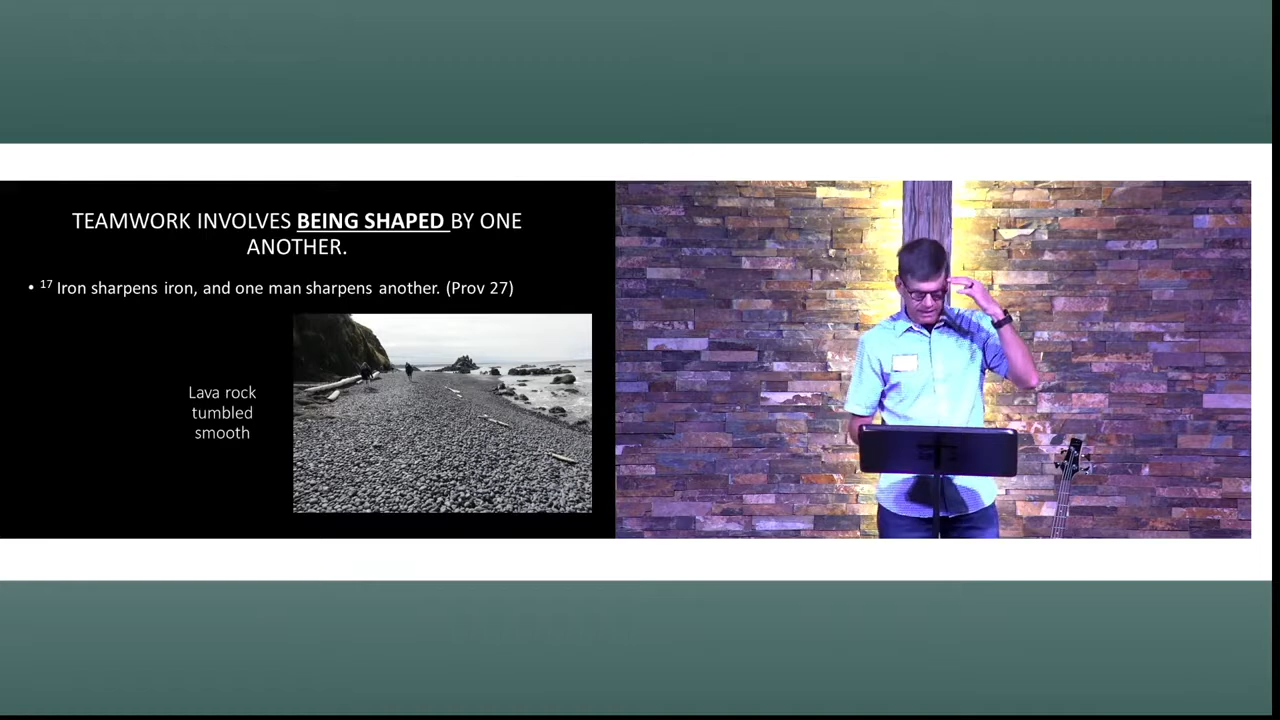 TEAMWORK INVOLVES BEING SHAPED BY ONE
ANOTHER.
• 17 Iron sharpens iron, and one man sharpens another. (Prov 27)
Lava rock
tumbled
smooth